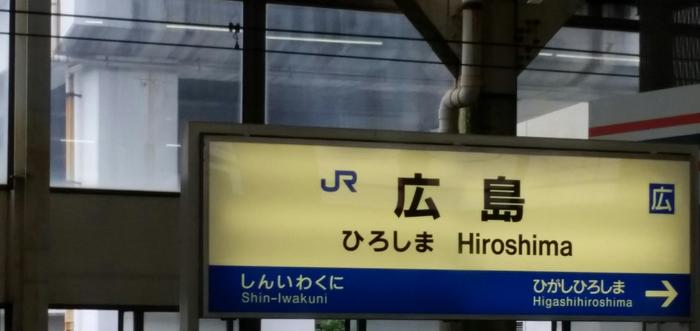 JR 広島 広
ひろしま Hiroshima
しんいわくに ひがしひろしま →
Shin-Iwakuni Higashihiroshima